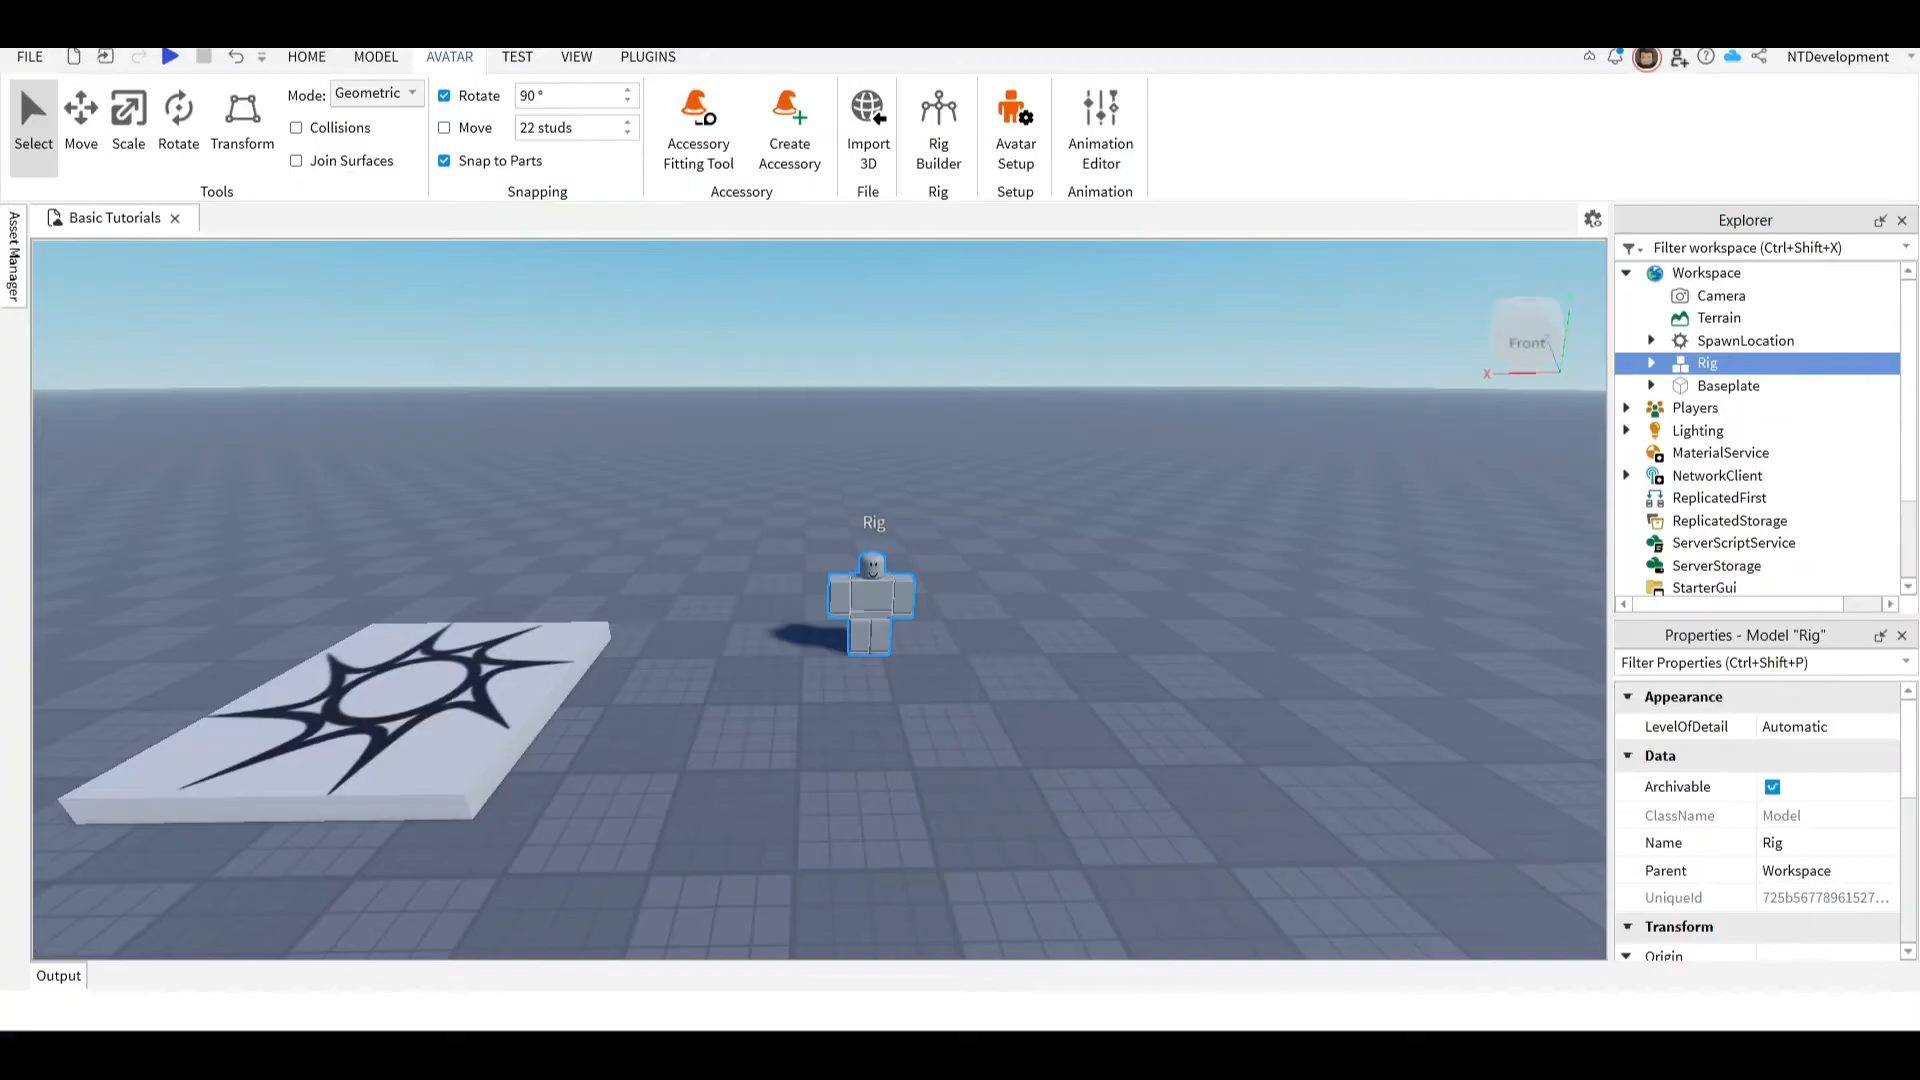 FILE HOME MODEL AVATAR TEST VIEW PLUGINS NTDevelopment
Select
Move
Scale
Rotate
Transform
Mode: Geometric
Collisions
Join Surfaces
Tools
Rotate 90 °
Move 22 studs
Snap to Parts
Snapping
Accessory
Fitting Tool
Create
Accessory
Accessory
Import
3D
File
Rig
Builder
Rig
Avatar
Setup
Setup
Animation
Editor
Animation
Asset Manager
Basic Tutorials
Front
X
Rig
Explorer
Filter workspace (Ctrl+Shift+X)
Workspace
Camera
Terrain
SpawnLocation
Rig
Baseplate
Players
Lighting
MaterialService
NetworkClient
ReplicatedFirst
ReplicatedStorage
ServerScriptService
ServerStorage
StarterGui
Properties - Model "Rig"
Filter Properties (Ctrl+Shift+P)
Appearance
LevelOfDetail Automatic
Data
Archivable
ClassName Model
Name Rig
Parent Workspace
UniqueId 725b56778961527...
Transform
Origin
Output